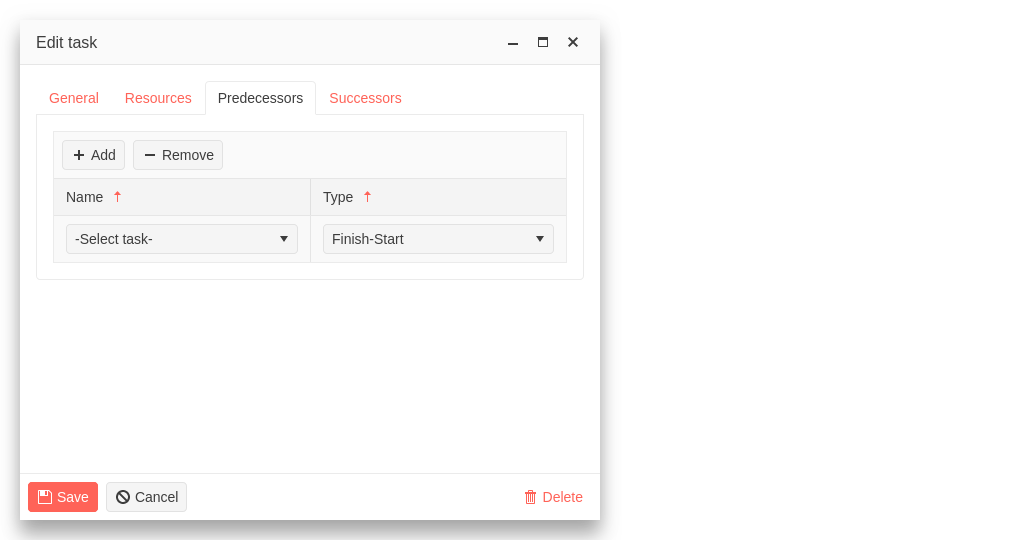 Edit task
General Resources Predecessors Successors
Add Remove
Name Type
-Select task- Finish-Start
Save Cancel Delete